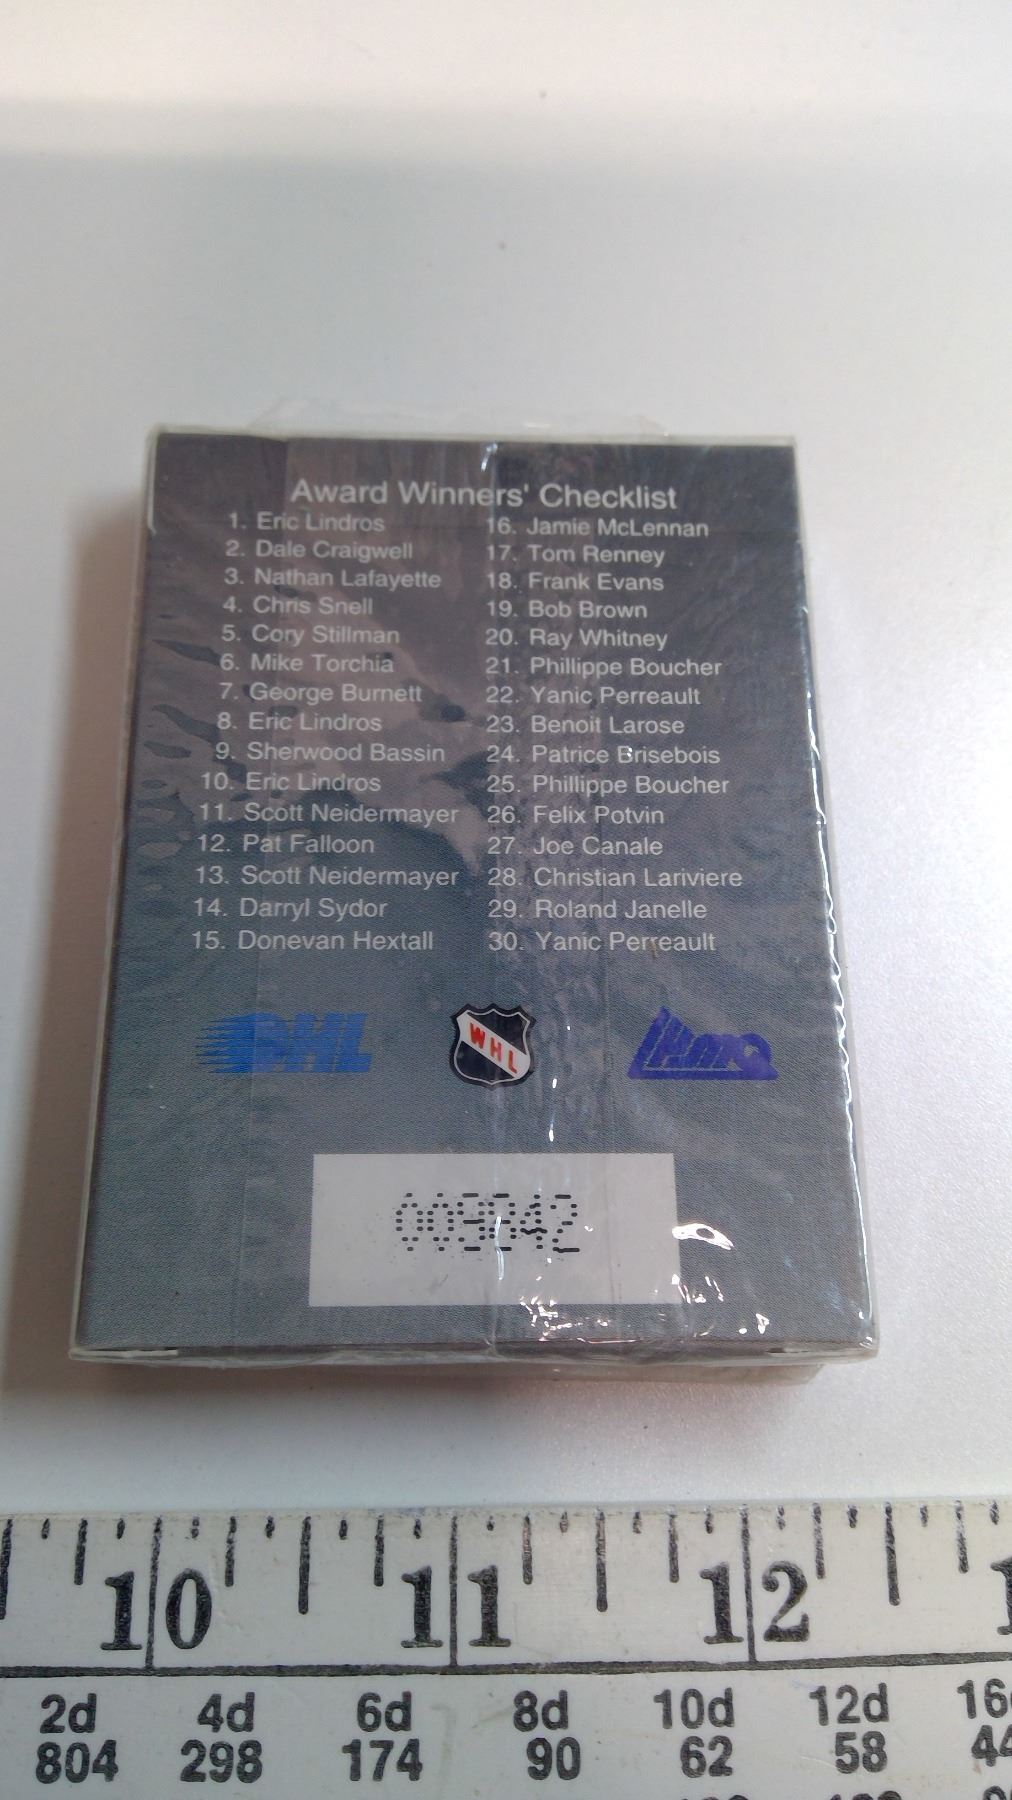 Award Winners' Checklist
1. Eric Lindros
2. Dale Craigwell
3. Nathan Lafayette
4. Chris Snell
5. Cory Stillman
6. Mike Torchia
7. George Burnett
8. Eric Lindros
9. Sherwood Bassin
10. Eric Lindros
11. Scott Neidermayer
12. Pat Falloon
13. Scott Neidermayer
14. Darryl Sydor
15. Donevan Hextall
16. Jamie McLennan
17. Tom Renney
18. Frank Evans
19. Bob Brown
20. Ray Whitney
21. Phillippe Boucher
22. Yanic Perreault
23. Benoit Larose
24. Patrice Brisebois
25. Phillippe Boucher
26. Felix Potvin
27. Joe Canale
28. Christian Lariviere
29. Roland Janelle
30. Yanic Perreault
OHL
WHL
10 11 12
2d 4d 6d 8d 10d 12d
804 298 174 90 62 58